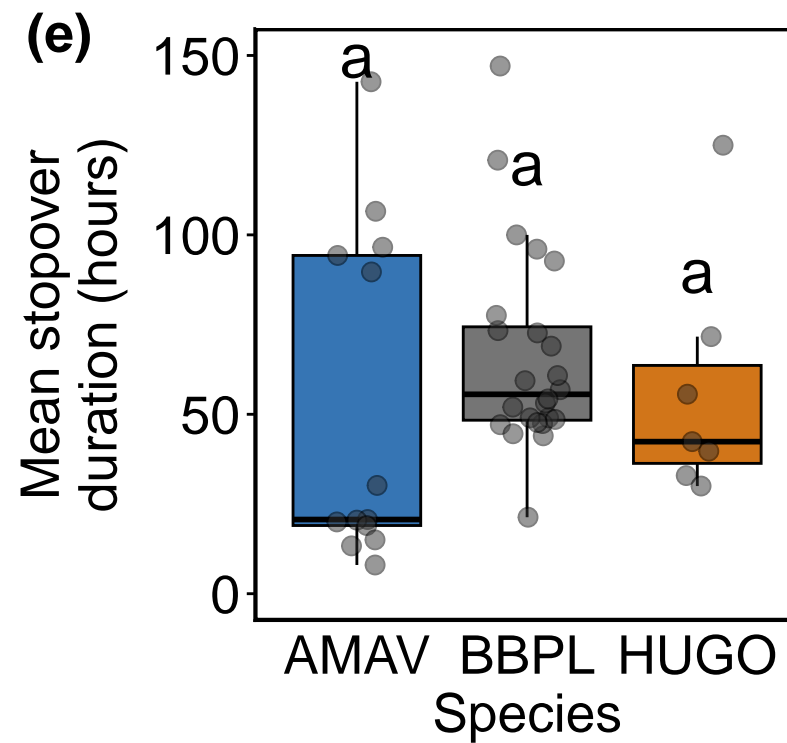 (e)
Mean stopover
duration (hours)
150
100
50
0
a
a
a
AMAV BBPL HUGO
Species